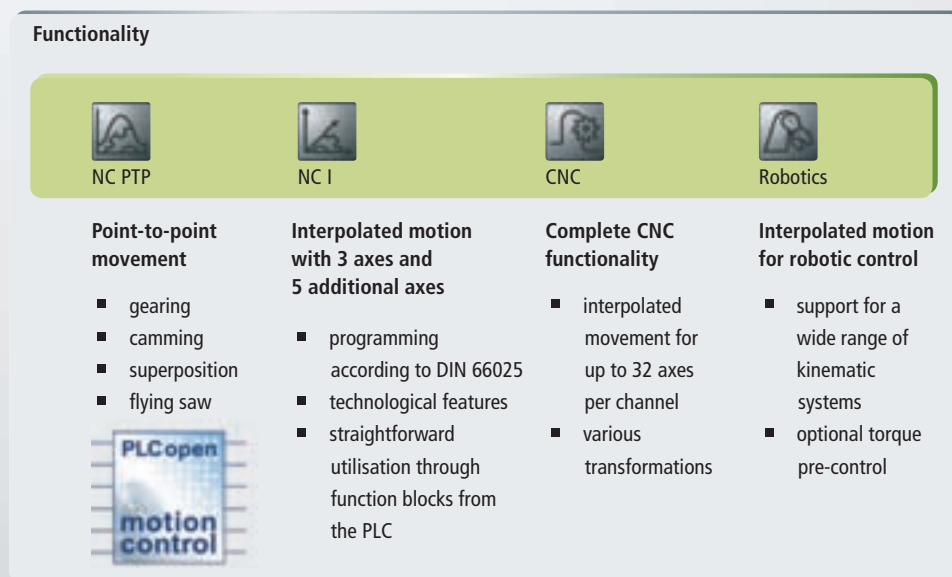 Functionality
NC PTP
NC I
CNC
Robotics
Point-to-point
movement
■ gearing
■ camming
■ superposition
■ flying saw
PLCopen
motion
control
Interpolated motion
with 3 axes and
5 additional axes
■ programming
according to DIN 66025
■ technological features
■ straightforward
utilisation through
function blocks from
the PLC
Complete CNC
functionality
■ interpolated
movement for
up to 32 axes
per channel
■ various
transformations
Interpolated motion
for robotic control
■ support for a
wide range of
kinematic
systems
■ optional torque
pre-control